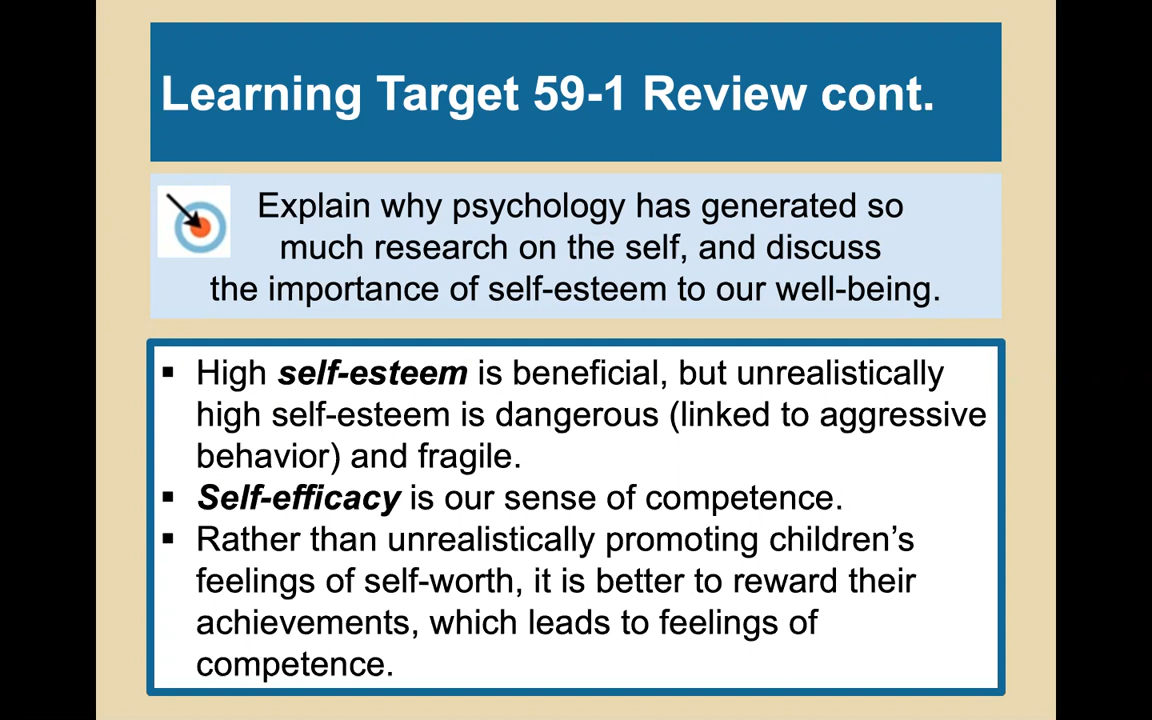 Learning Target 59-1 Review cont.
Explain why psychology has generated so
much research on the self, and discuss
the importance of self-esteem to our well-being.
▪ High self-esteem is beneficial, but unrealistically
high self-esteem is dangerous (linked to aggressive
behavior) and fragile.
▪ Self-efficacy is our sense of competence.
▪ Rather than unrealistically promoting children’s
feelings of self-worth, it is better to reward their
achievements, which leads to feelings of
competence.